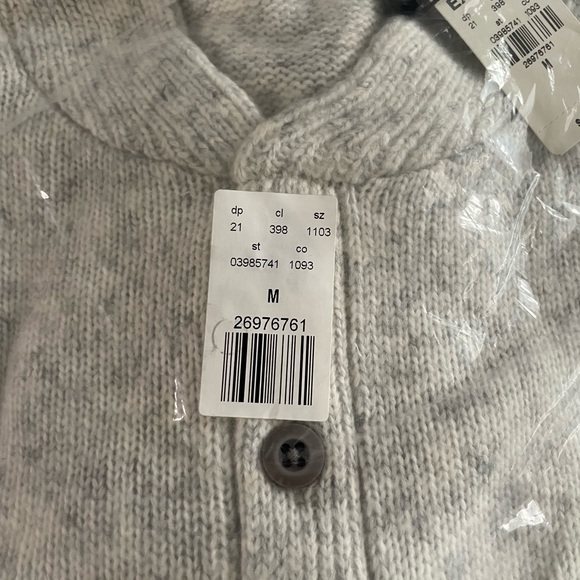 dp cl sz
21 398 1103
st co
03985741 1093
M
26976761
dp
21 398
st
03985741 1093
26976761
M